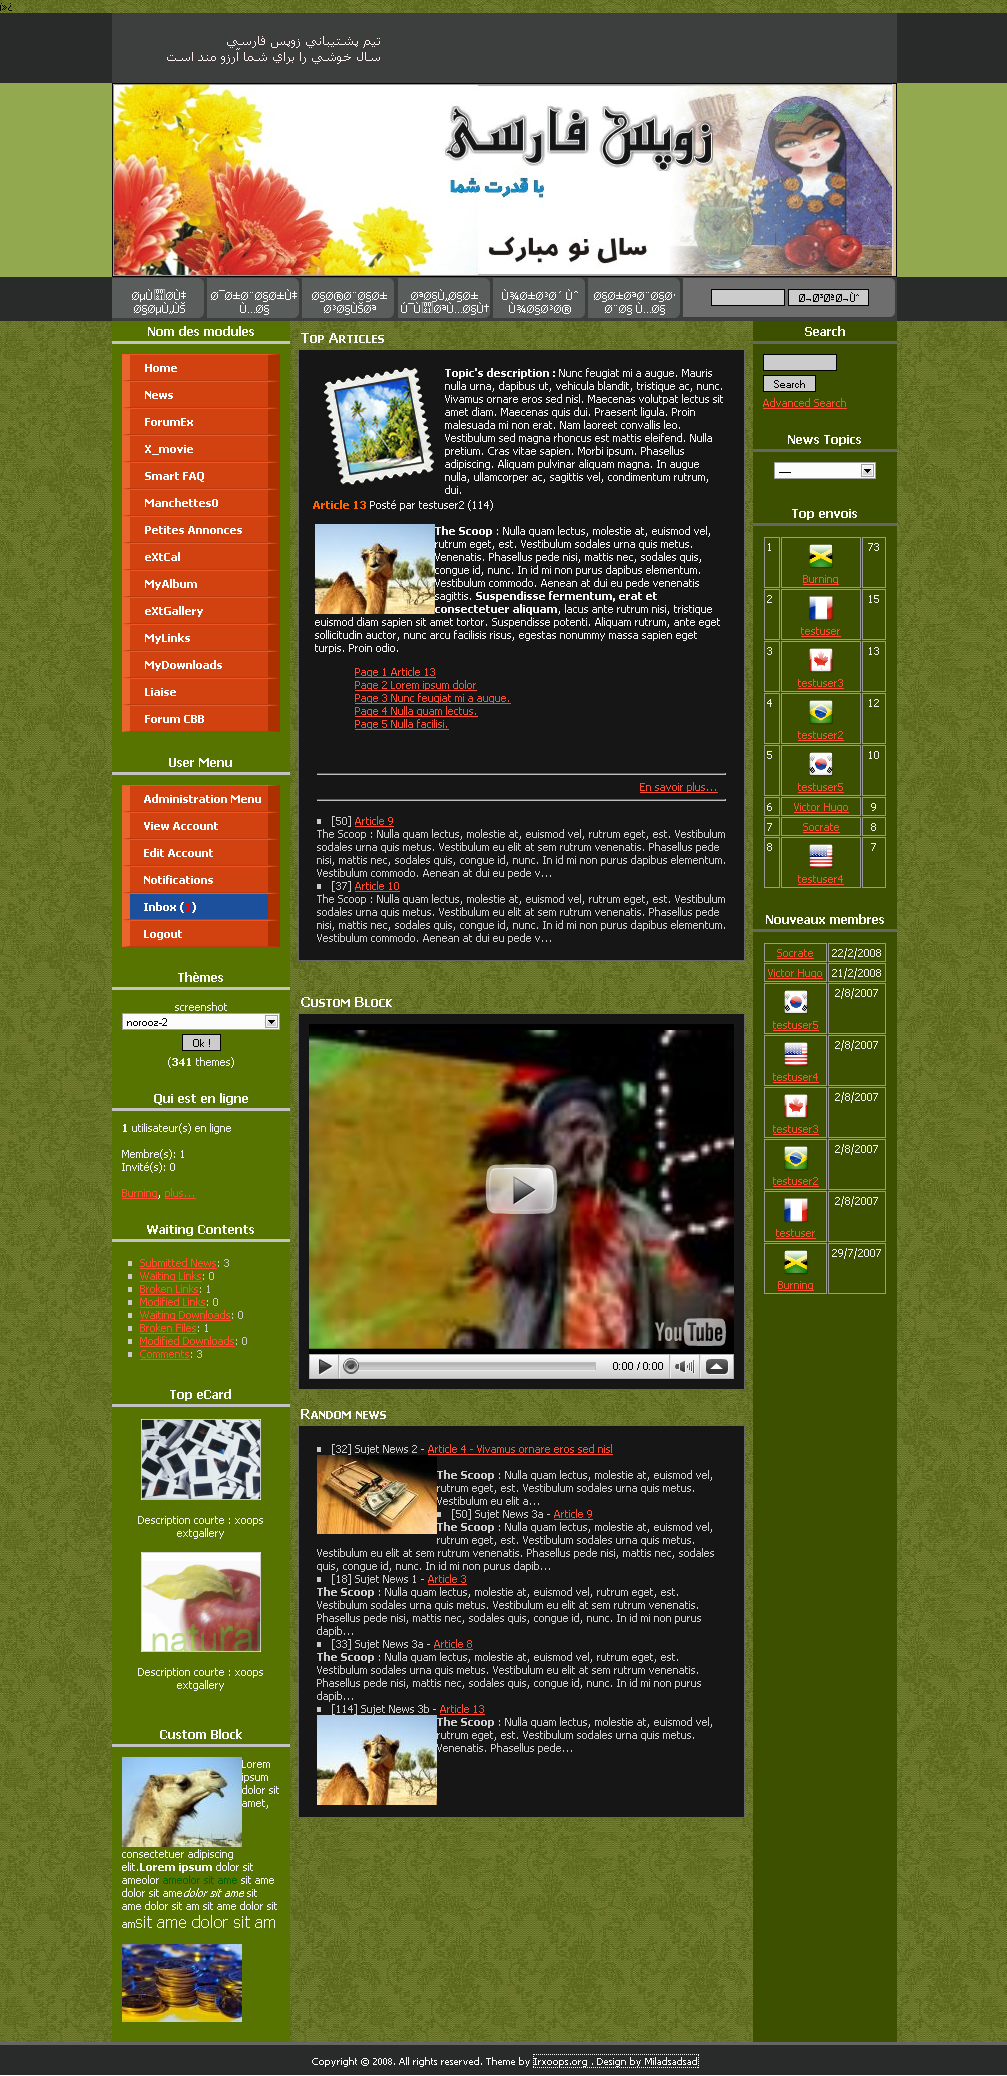 تيم پشتيباني زوپس فارسي
سال خوشي را براي شما آرزو مند است
زوپس فارسی
با قدرت شما
سال نو مبارک
Nom des modules
Home
News
ForumEx
X_movie
Smart FAQ
Manchettes0
Petites Annonces
eXtCal
MyAlbum
eXtGallery
MyLinks
MyDownloads
Liaise
Forum CBB
User Menu
Administration Menu
View Account
Edit Account
Notifications
Inbox (1)
Logout
Thèmes
screenshot
norooz-2
Ok !
(341 themes)
Qui est en ligne
1 utilisateur(s) en ligne
Membre(s): 1
Invité(s): 0
Burning, plus...
Waiting Contents
Submitted News: 3
Waiting Links: 0
Broken Links: 1
Modified Links: 0
Waiting Downloads: 0
Broken Files: 1
Modified Downloads: 0
Comments: 3
Top eCard
Description courte : xoops
extgallery
natural
Description courte : xoops
extgallery
Custom Block
Lorem
ipsum
dolor sit
amet,
consectetuer adipiscing
elit.Lorem ipsum dolor sit
ameolor ameolor sit ame sit ame
dolor sit ame dolor sit ame sit
ame dolor sit am sit ame dolor sit
amsit ame dolor sit am
Top Articles
Topic's description : Nunc feugiat mi a augue. Mauris
nulla urna, dapibus ut, vehicula blandit, tristique ac, nunc.
Vivamus ornare eros sed nisl. Maecenas volutpat lectus sit
amet diam. Maecenas quis dui. Praesent ligula. Proin
malesuada mi non erat. Nam laoreet convallis leo.
Vestibulum sed magna rhoncus est mattis eleifend. Nulla
pretium. Cras vitae sapien. Morbi ipsum. Phasellus
adipiscing. Aliquam pulvinar aliquam magna. In augue
nulla, ullamcorper ac, sagittis vel, condimentum rutrum,
dui.
Article 13 Posté par testuser2 (114)
The Scoop : Nulla quam lectus, molestie at, euismod vel,
rutrum eget, est. Vestibulum sodales urna quis metus.
Venenatis. Phasellus pede nisi, mattis nec, sodales quis,
congue id, nunc. In id mi non purus dapibus elementum.
Vestibulum commodo. Aenean at dui eu pede venenatis
sagittis. Suspendisse fermentum, erat et
consectetuer aliquam, lacus ante rutrum nisi, tristique
euismod diam sapien sit amet tortor. Suspendisse potenti. Aliquam rutrum, ante eget
sollicitudin auctor, nunc arcu facilisis risus, egestas nonummy massa sapien eget
turpis. Proin odio.
Page 1 Article 13
Page 2 Lorem ipsum dolor
Page 3 Nunc feugiat mi a augue.
Page 4 Nulla quam lectus.
Page 5 Nulla facilisi.
En savoir plus...
[50] Article 9
The Scoop : Nulla quam lectus, molestie at, euismod vel, rutrum eget, est. Vestibulum
sodales urna quis metus. Vestibulum eu elit at sem rutrum venenatis. Phasellus pede
nisi, mattis nec, sodales quis, congue id, nunc. In id mi non purus dapibus elementum.
Vestibulum commodo. Aenean at dui eu pede v...
[37] Article 10
The Scoop : Nulla quam lectus, molestie at, euismod vel, rutrum eget, est. Vestibulum
sodales urna quis metus. Vestibulum eu elit at sem rutrum venenatis. Phasellus pede
nisi, mattis nec, sodales quis, congue id, nunc. In id mi non purus dapibus elementum.
Vestibulum commodo. Aenean at dui eu pede v...
Custom Block
YouTube
0:00 / 0:00
Random news
[32] Sujet News 2 - Article 4 - Vivamus ornare eros sed nisl
The Scoop : Nulla quam lectus, molestie at, euismod vel,
rutrum eget, est. Vestibulum sodales urna quis metus.
Vestibulum eu elit a...
[50] Sujet News 3a - Article 9
The Scoop : Nulla quam lectus, molestie at, euismod vel,
rutrum eget, est. Vestibulum sodales urna quis metus.
Vestibulum eu elit at sem rutrum venenatis. Phasellus pede nisi, mattis nec, sodales
quis, congue id, nunc. In id mi non purus dapib...
[18] Sujet News 1 - Article 3
The Scoop : Nulla quam lectus, molestie at, euismod vel, rutrum eget, est.
Vestibulum sodales urna quis metus. Vestibulum eu elit at sem rutrum venenatis.
Phasellus pede nisi, mattis nec, sodales quis, congue id, nunc. In id mi non purus
dapib...
[33] Sujet News 3a - Article 8
The Scoop : Nulla quam lectus, molestie at, euismod vel, rutrum eget, est.
Vestibulum sodales urna quis metus. Vestibulum eu elit at sem rutrum venenatis.
Phasellus pede nisi, mattis nec, sodales quis, congue id, nunc. In id mi non purus
dapib...
[114] Sujet News 3b - Article 13
The Scoop : Nulla quam lectus, molestie at, euismod vel,
rutrum eget, est. Vestibulum sodales urna quis metus.
Venenatis. Phasellus pede...
Search
Search
Advanced Search
News Topics
Top envois
1 Burning 73
2 testuser 15
3 testuser3 13
4 testuser2 12
5 testuser5 10
6 Victor Hugo 9
7 Socrate 8
8 testuser4 7
Nouveaux membres
Socrate 22/2/2008
Victor Hugo 21/2/2008
testuser5 2/8/2007
testuser4 2/8/2007
testuser3 2/8/2007
testuser2 2/8/2007
testuser 2/8/2007
Burning 29/7/2007
Copyright © 2008. All rights reserved. Theme by Irxoops.org . Design by Miladsadsad